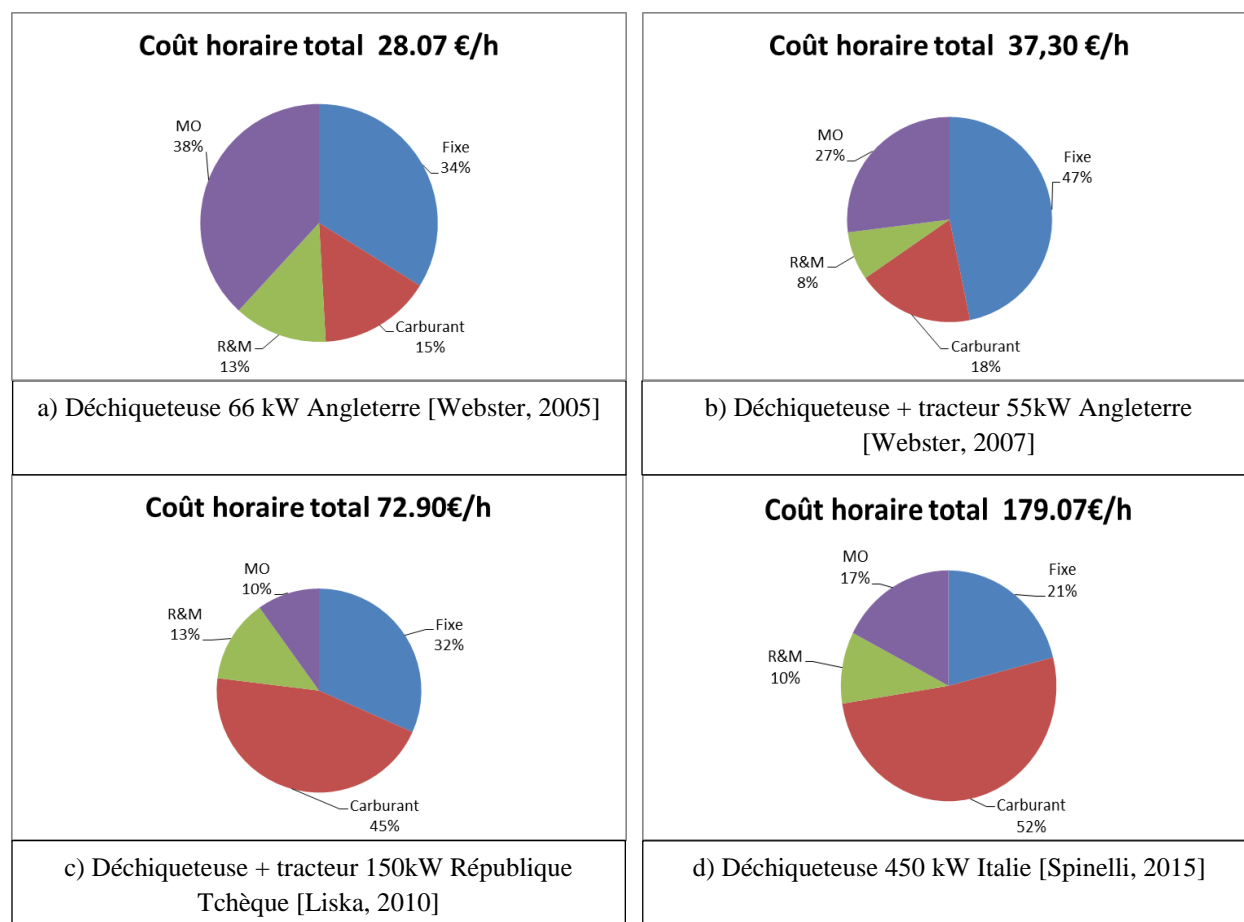 Coût horaire total 28.07 €/h
MO
38%
Fixe
34%
R&M
13%
Carburant
15%
a) Déchiqueteuse 66 kW Angleterre [Webster, 2005]
Coût horaire total 37,30 €/h
MO
27%
Fixe
47%
R&M
8%
Carburant
18%
b) Déchiqueteuse + tracteur 55kW Angleterre
[Webster, 2007]
Coût horaire total 72.90€/h
MO
10%
R&M
13%
Fixe
32%
Carburant
45%
c) Déchiqueteuse + tracteur 150kW République
Tchèque [Liska, 2010]
Coût horaire total 179.07€/h
MO
17%
Fixe
21%
R&M
10%
Carburant
52%
d) Déchiqueteuse 450 kW Italie [Spinelli, 2015]